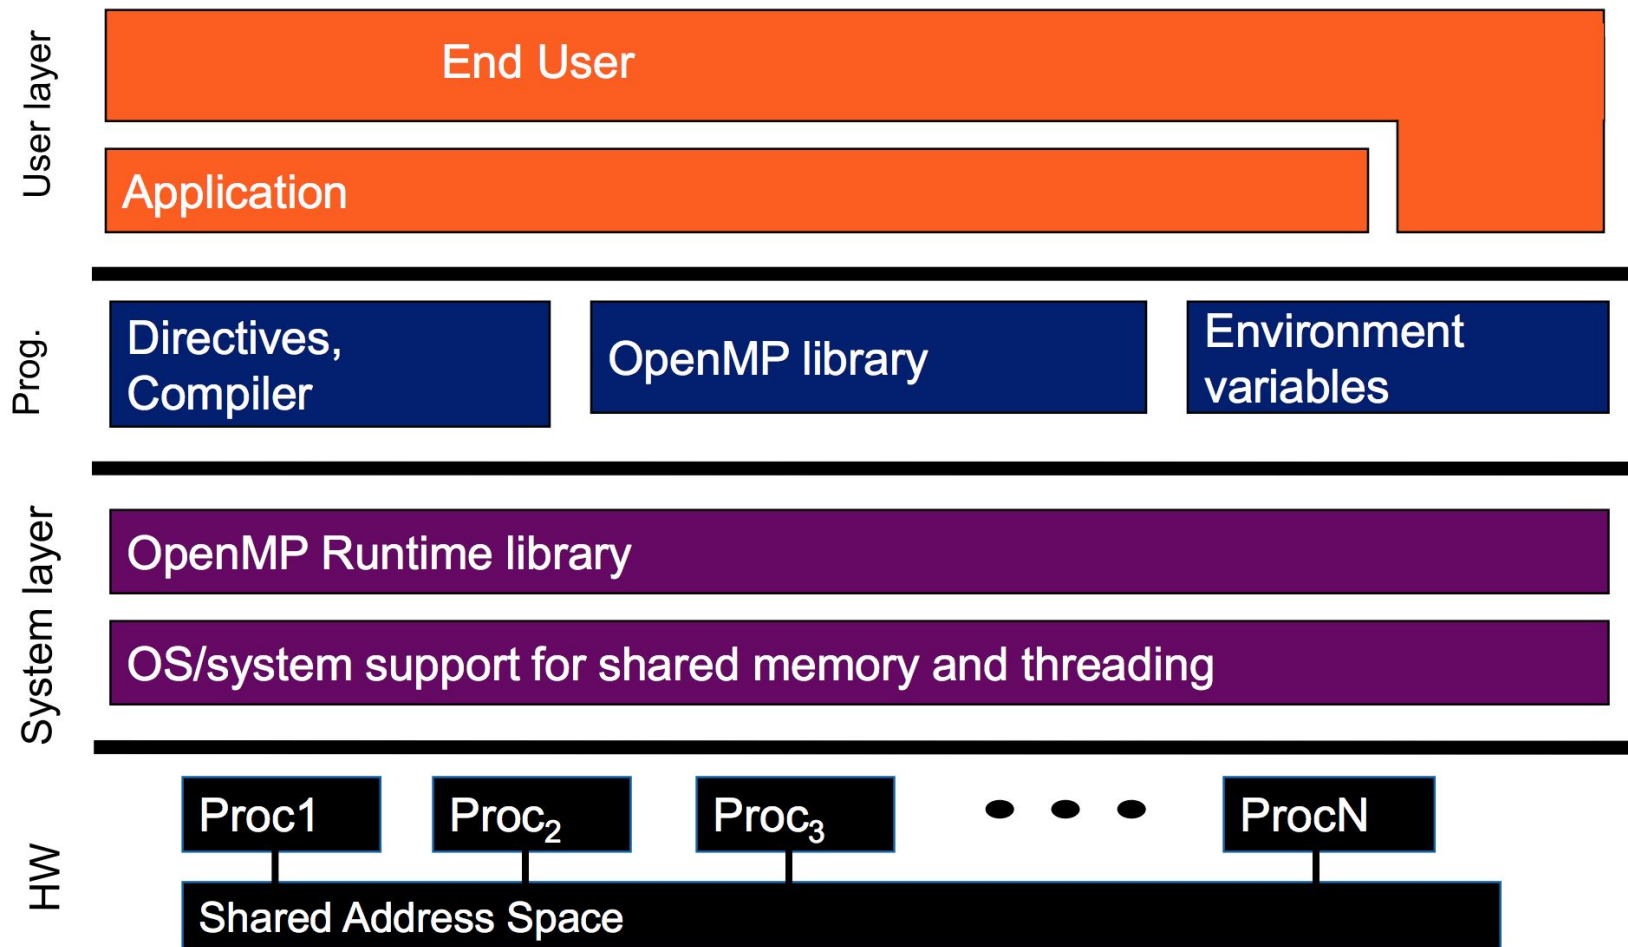 User layer
End User
Application
Prog.
Directives,
Compiler
OpenMP library
Environment
variables
System layer
OpenMP Runtime library
OS/system support for shared memory and threading
HW
Proc1
Proc₂
Proc₃
ProcN
Shared Address Space